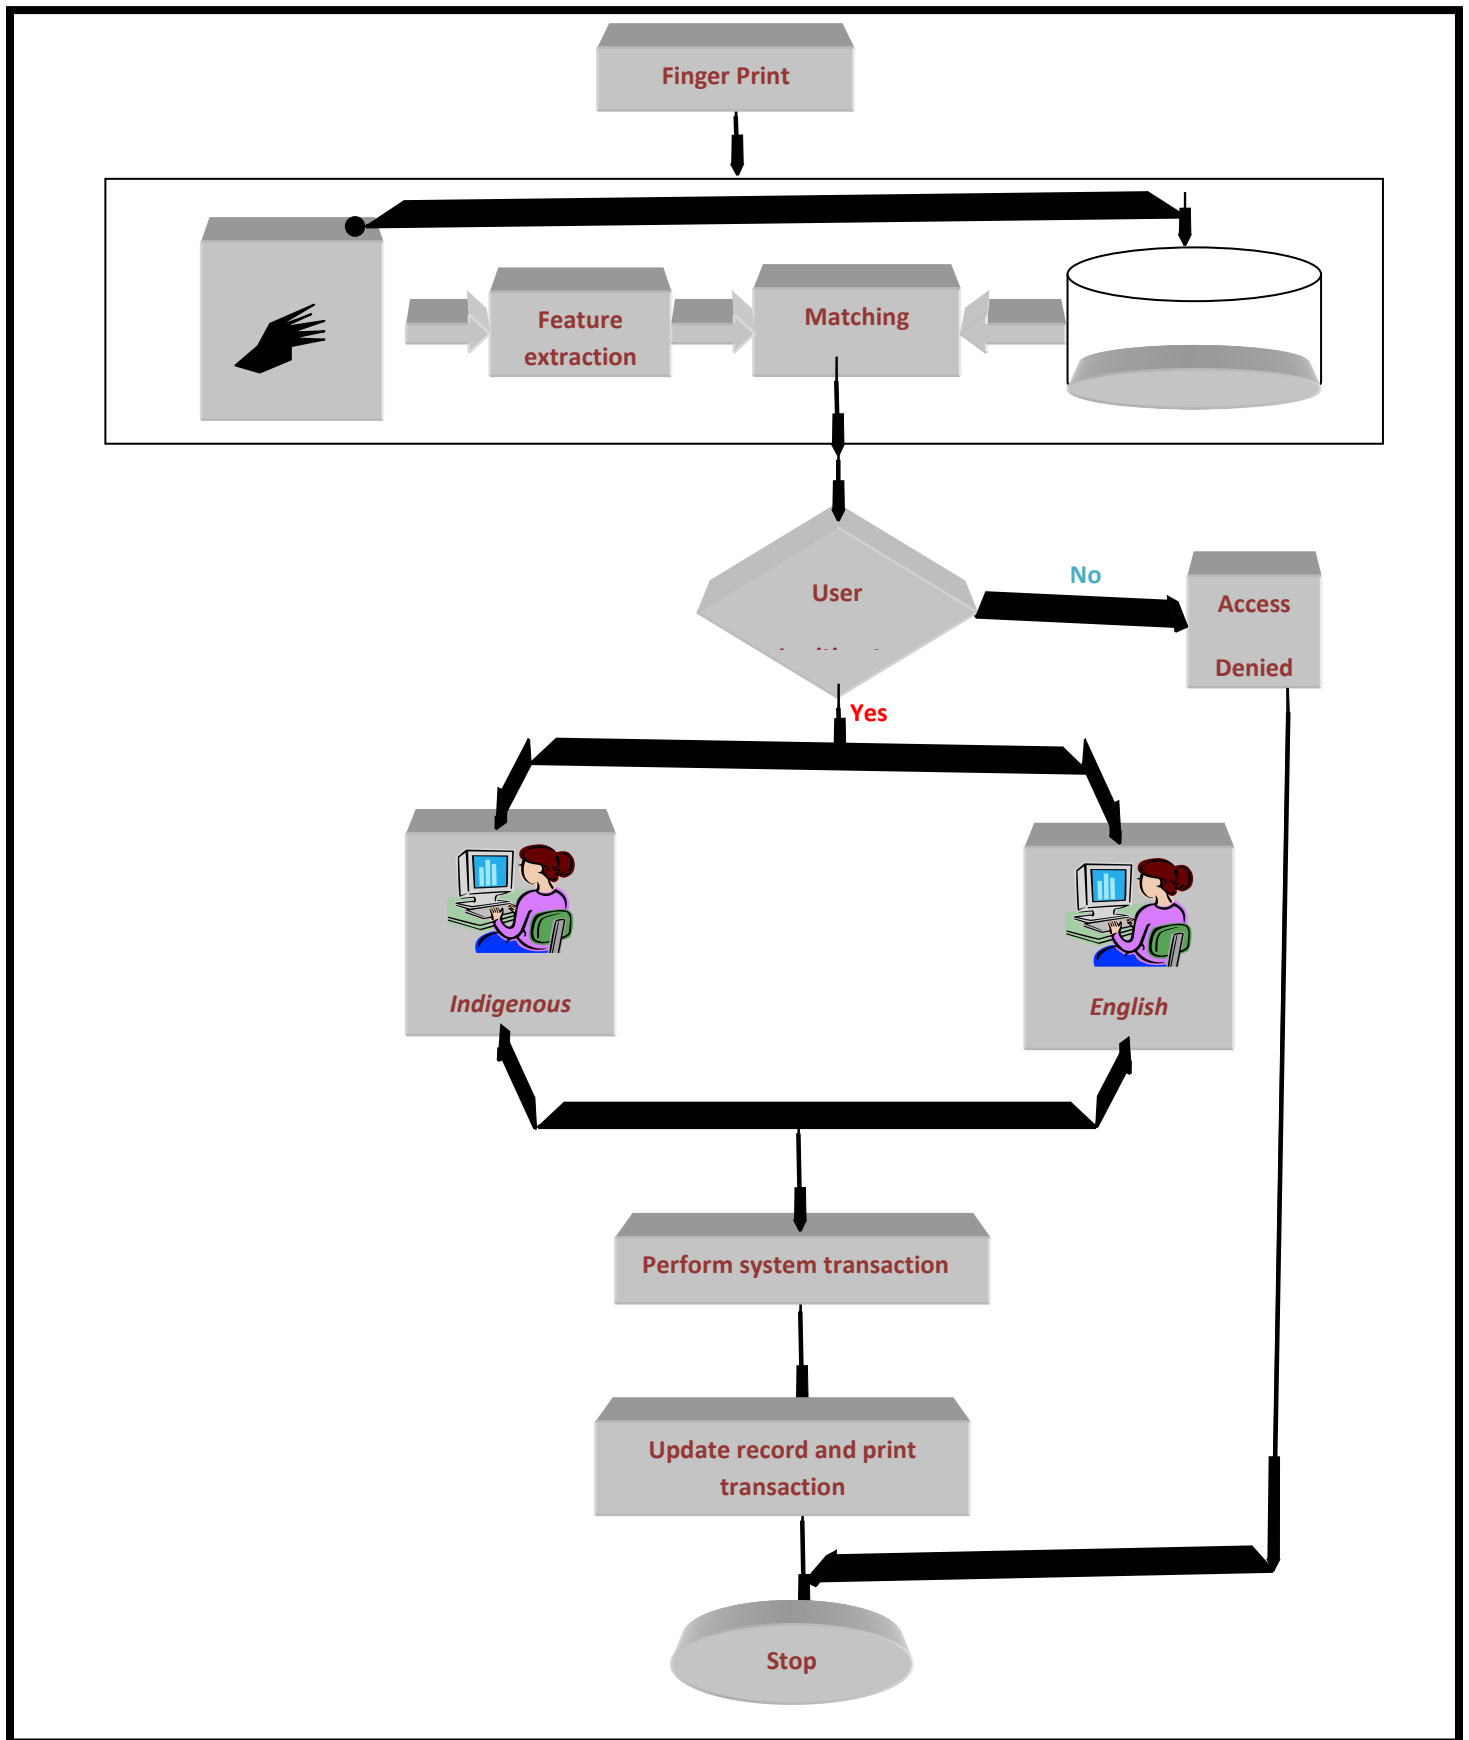 Finger Print
Feature
extraction
Matching
User
No
Access
Denied
Yes
Indigenous
English
Perform system transaction
Update record and print
transaction
Stop